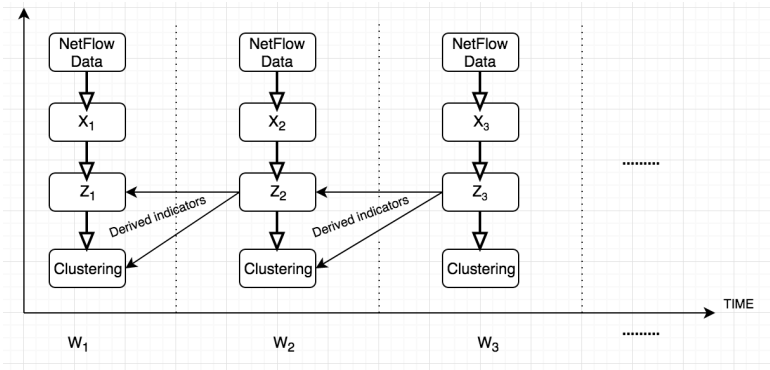 NetFlow
Data
NetFlow
Data
NetFlow
Data
X₁
X₂
X₃
.........
Z₁
Z₂
Z₃
Derived indicators
Derived indicators
Clustering
Clustering
Clustering
TIME
W₁
W₂
W₃
.........